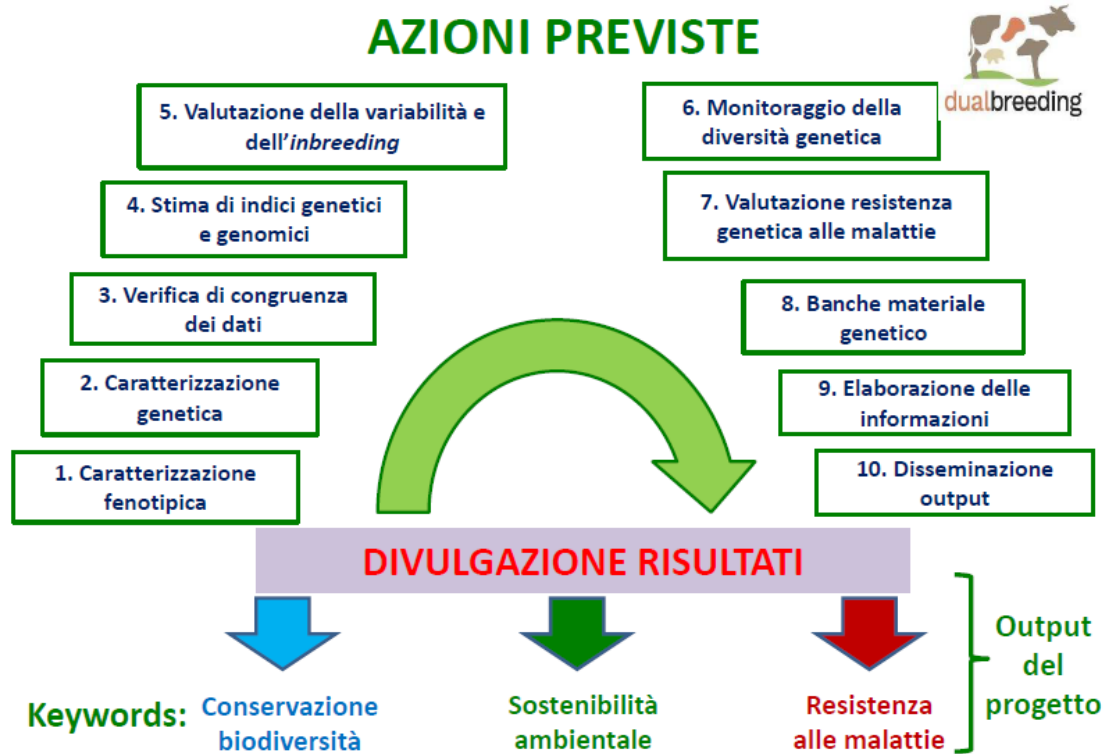 AZIONI PREVISTE
dualbreeding
5. Valutazione della variabilità e
dell'inbreeding
6. Monitoraggio della
diversità genetica
4. Stima di indici genetici
e genomici
7. Valutazione resistenza
genetica alle malattie
3. Verifica di congruenza
dei dati
8. Banche materiale
genetico
2. Caratterizzazione
genetica
9. Elaborazione delle
informazioni
1. Caratterizzazione
fenotipica
10. Disseminazione
output
DIVULGAZIONE RISULTATI
Keywords:
Conservazione
biodiversità
Sostenibilità
ambientale
Resistenza
alle malattie
Output
del
progetto